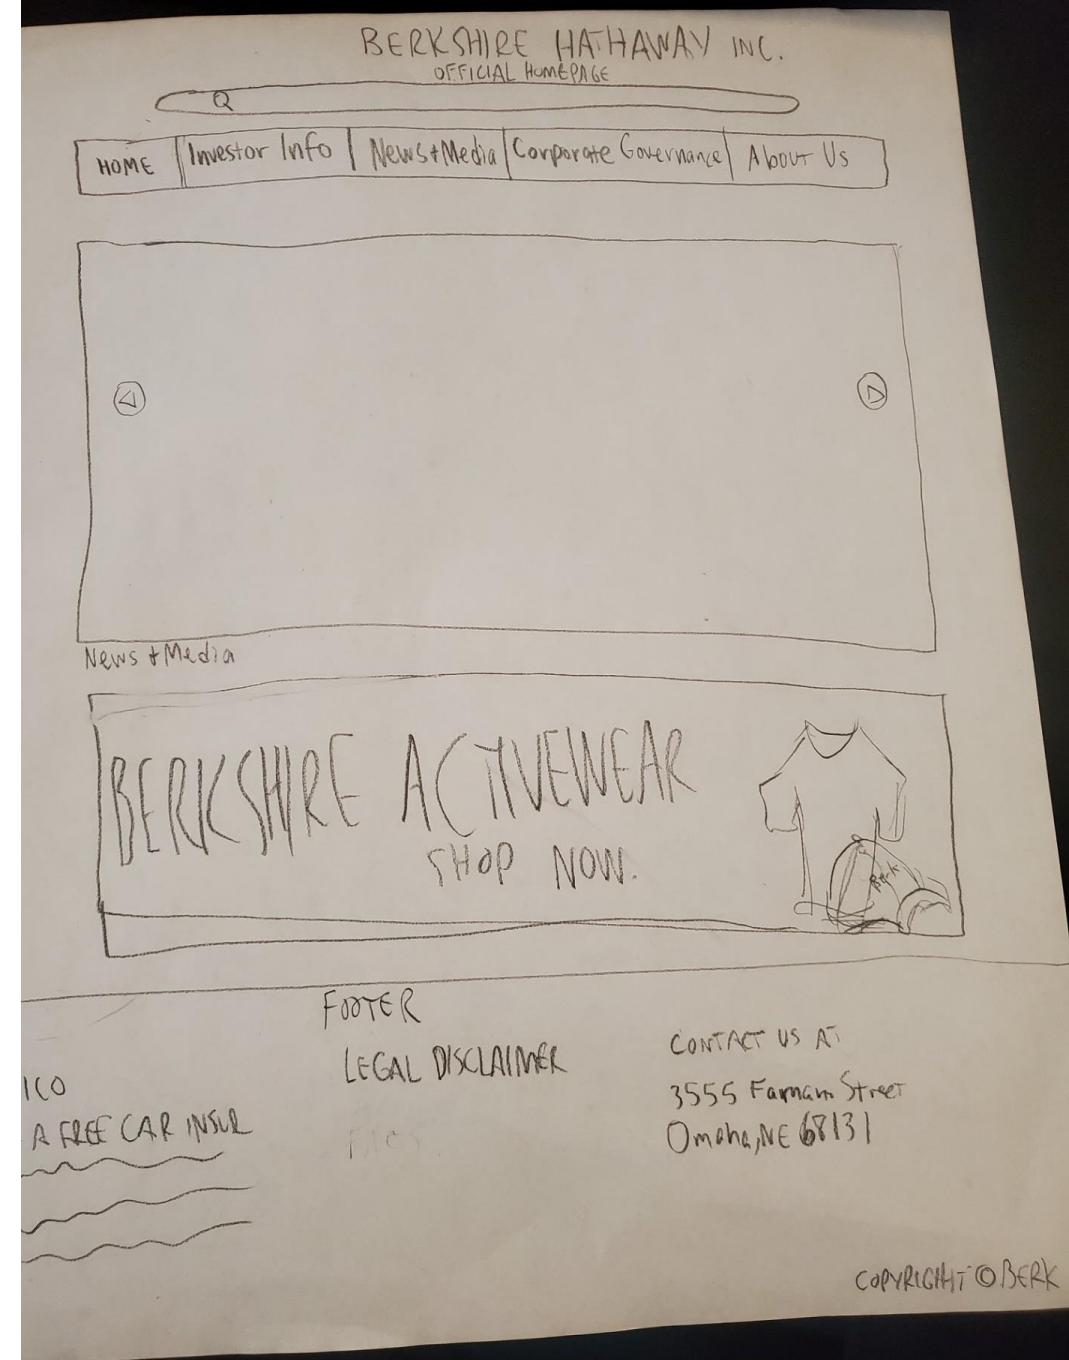 BERKSHIRE HATHAWAY INC.
OFFICIAL HOMEPAGE
HOME
Investor Info
News + Media
Corporate Governance
About Us
News + Media
BERKSHIRE ACTIVEWEAR
SHOP NOW.
Berk
FOOTER
LEGAL DISCLAIMER
ICO
A FREE CAR INSUR
CONTACT US AT
3555 Farnam Street
Omaha, NE 68131
COPYRIGHT © BERK